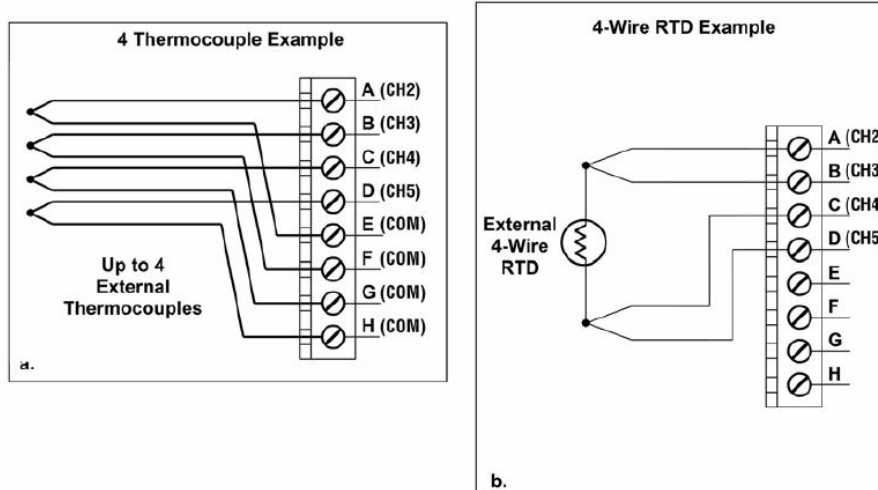 4 Thermocouple Example
A (CH2)
B (CH3)
C (CH4)
D (CH5)
E (COM)
F (COM)
G (COM)
H (COM)
Up to 4
External
Thermocouples
a.
4-Wire RTD Example
A (CH2
B (CH3
C (CH4
D (CH5
E
F
G
H
External
4-Wire
RTD
b.